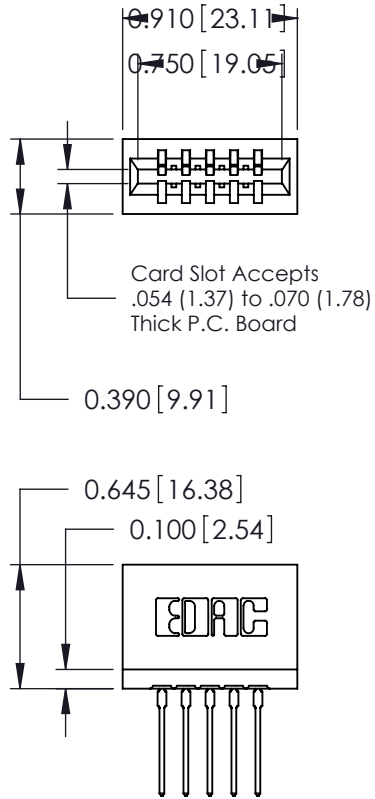 0.910 [23.11]
0.750 [19.05]
Card Slot Accepts
.054 (1.37) to .070 (1.78)
Thick P.C. Board
0.390 [9.91]
0.645 [16.38]
0.100 [2.54]
EDAC